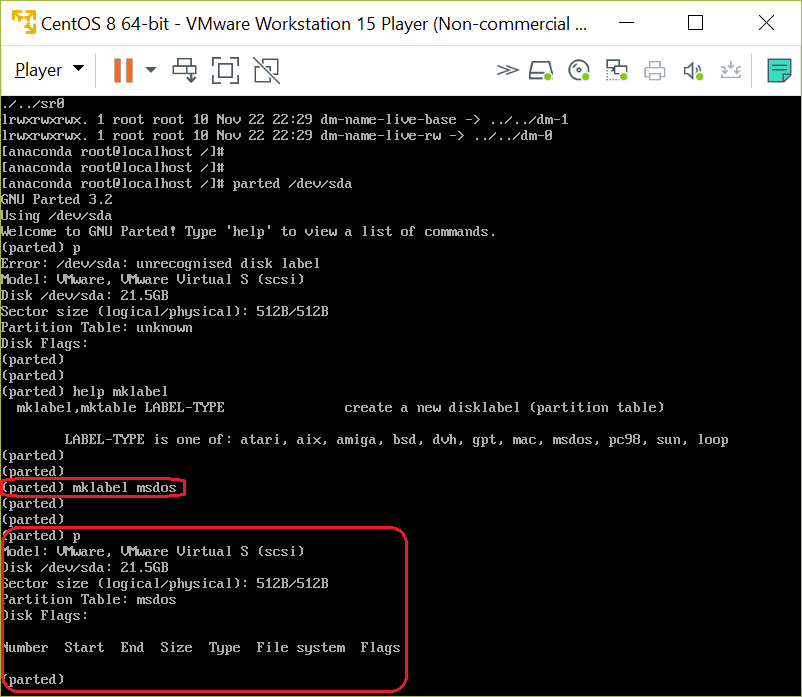 CentOS 8 64-bit - VMware Workstation 15 Player (Non-commercial ...
Player
./../sr0
lrwxrwxrwx. 1 root root 10 Nov 22 22:29 dm-name-live-base -> ../../dm-1
lrwxrwxrwx. 1 root root 10 Nov 22 22:29 dm-name-live-rw -> ../../dm-0
[anaconda root@localhost /]#
[anaconda root@localhost /]#
[anaconda root@localhost /]# parted /dev/sda
GNU Parted 3.2
Using /dev/sda
Welcome to GNU Parted! Type 'help' to view a list of commands.
(parted) p
Error: /dev/sda: unrecognised disk label
Model: VMware, VMware Virtual S (scsi)
Disk /dev/sda: 21.5GB
Sector size (logical/physical): 512B/512B
Partition Table: unknown
Disk Flags:
(parted)
(parted)
(parted) help mklabel
mklabel,mktable LABEL-TYPE create a new disklabel (partition table)
LABEL-TYPE is one of: atari, aix, amiga, bsd, dvh, gpt, mac, msdos, pc98, sun, loop
(parted)
(parted)
(parted) mklabel msdos
(parted)
(parted)
(parted) p
Model: VMware, VMware Virtual S (scsi)
Disk /dev/sda: 21.5GB
Sector size (logical/physical): 512B/512B
Partition Table: msdos
Disk Flags:
Number Start End Size Type File system Flags
(parted)